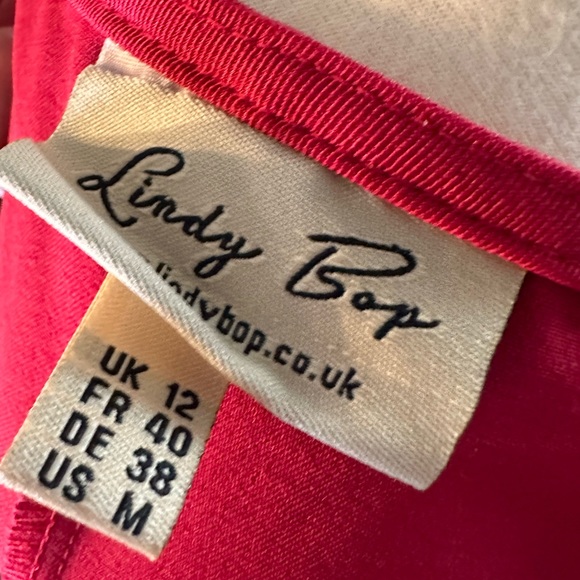 Lindy Bop
lindybop.co.uk
UK 12
FR 40
DE 38
US M